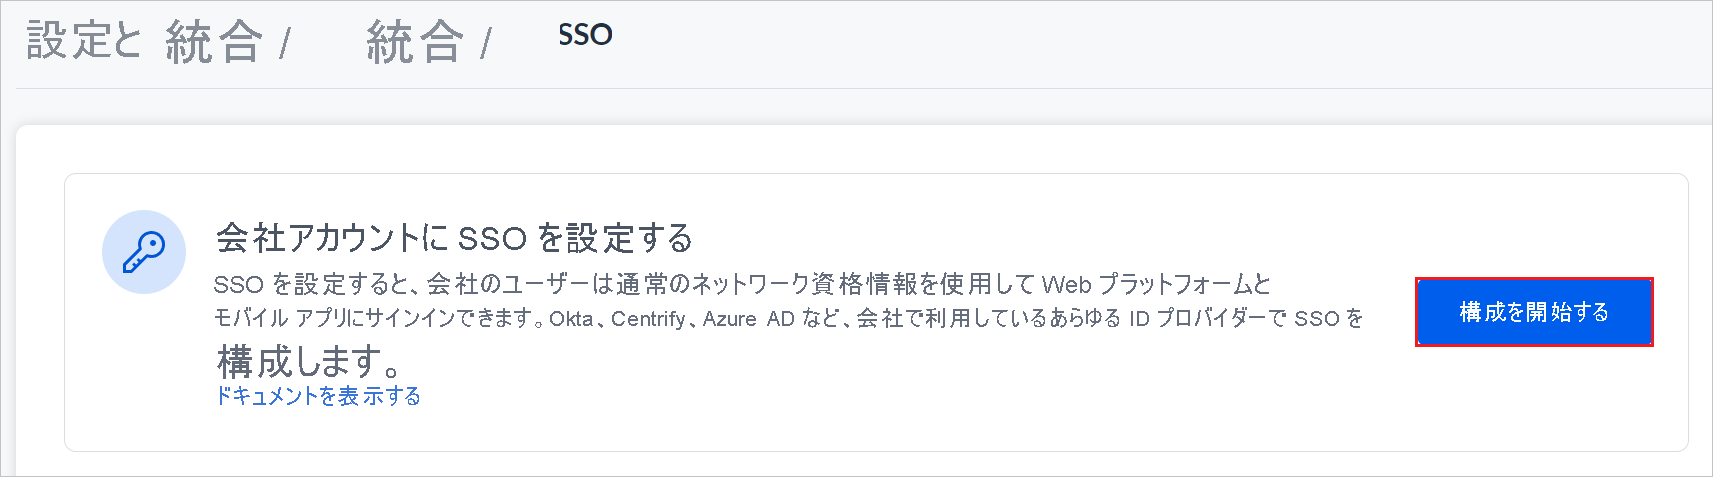 設定と 統合 / 統合 / SSO
会社アカウントに SSO を設定する
SSO を設定すると、会社のユーザーは通常のネットワーク資格情報を使用して Web プラットフォームと
モバイル アプリにサインインできます。Okta、Centrify、Azure AD など、会社で利用しているあらゆる ID プロバイダーで SSO を
構成します。
ドキュメントを表示する
構成を開始する